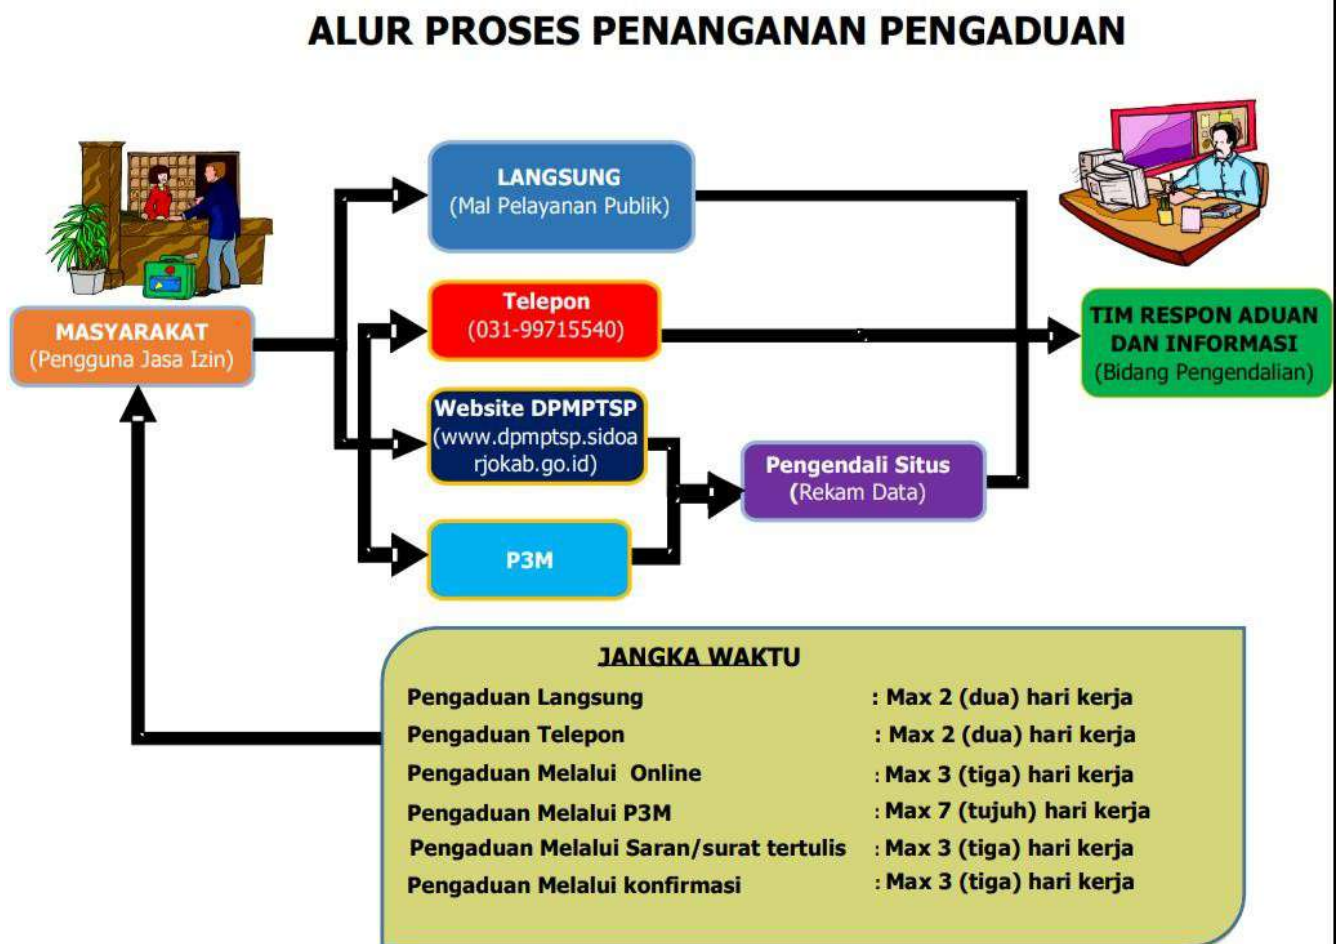 ALUR PROSES PENANGANAN PENGADUAN
LANGSUNG
(Mal Pelayanan Publik)
Telepon
(031-99715540)
MASYARAKAT
(Pengguna Jasa Izin)
TIM RESPON ADUAN
DAN INFORMASI
(Bidang Pengendalian)
Website DPMPTSP
(www.dpmptsp.sidoa
rjokab.go.id)
Pengendali Situs
(Rekam Data)
P3M
JANGKA WAKTU
Pengaduan Langsung : Max 2 (dua) hari kerja
Pengaduan Telepon : Max 2 (dua) hari kerja
Pengaduan Melalui Online : Max 3 (tiga) hari kerja
Pengaduan Melalui P3M : Max 7 (tujuh) hari kerja
Pengaduan Melalui Saran/surat tertulis : Max 3 (tiga) hari kerja
Pengaduan Melalui konfirmasi : Max 3 (tiga) hari kerja